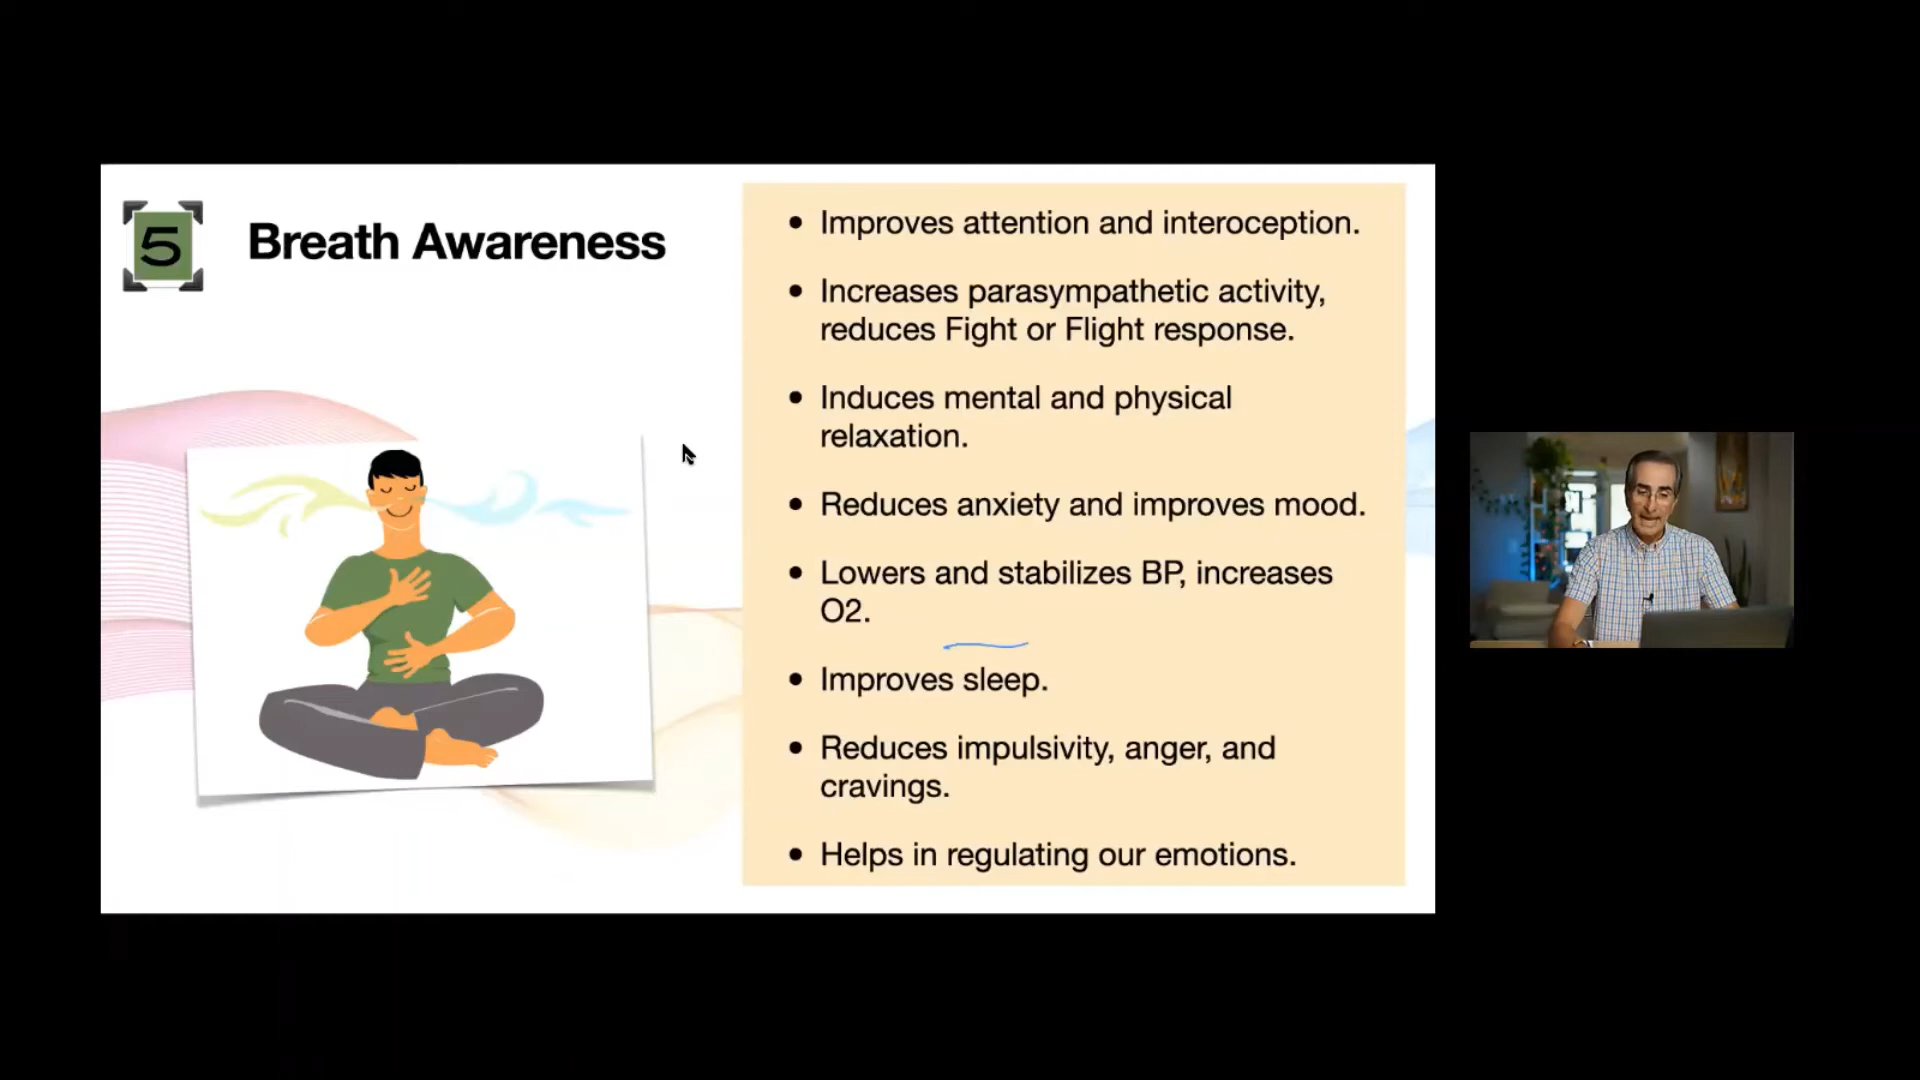 5
Breath Awareness
• Improves attention and interoception.
• Increases parasympathetic activity,
reduces Fight or Flight response.
• Induces mental and physical
relaxation.
• Reduces anxiety and improves mood.
• Lowers and stabilizes BP, increases
O2.
• Improves sleep.
• Reduces impulsivity, anger, and
cravings.
• Helps in regulating our emotions.